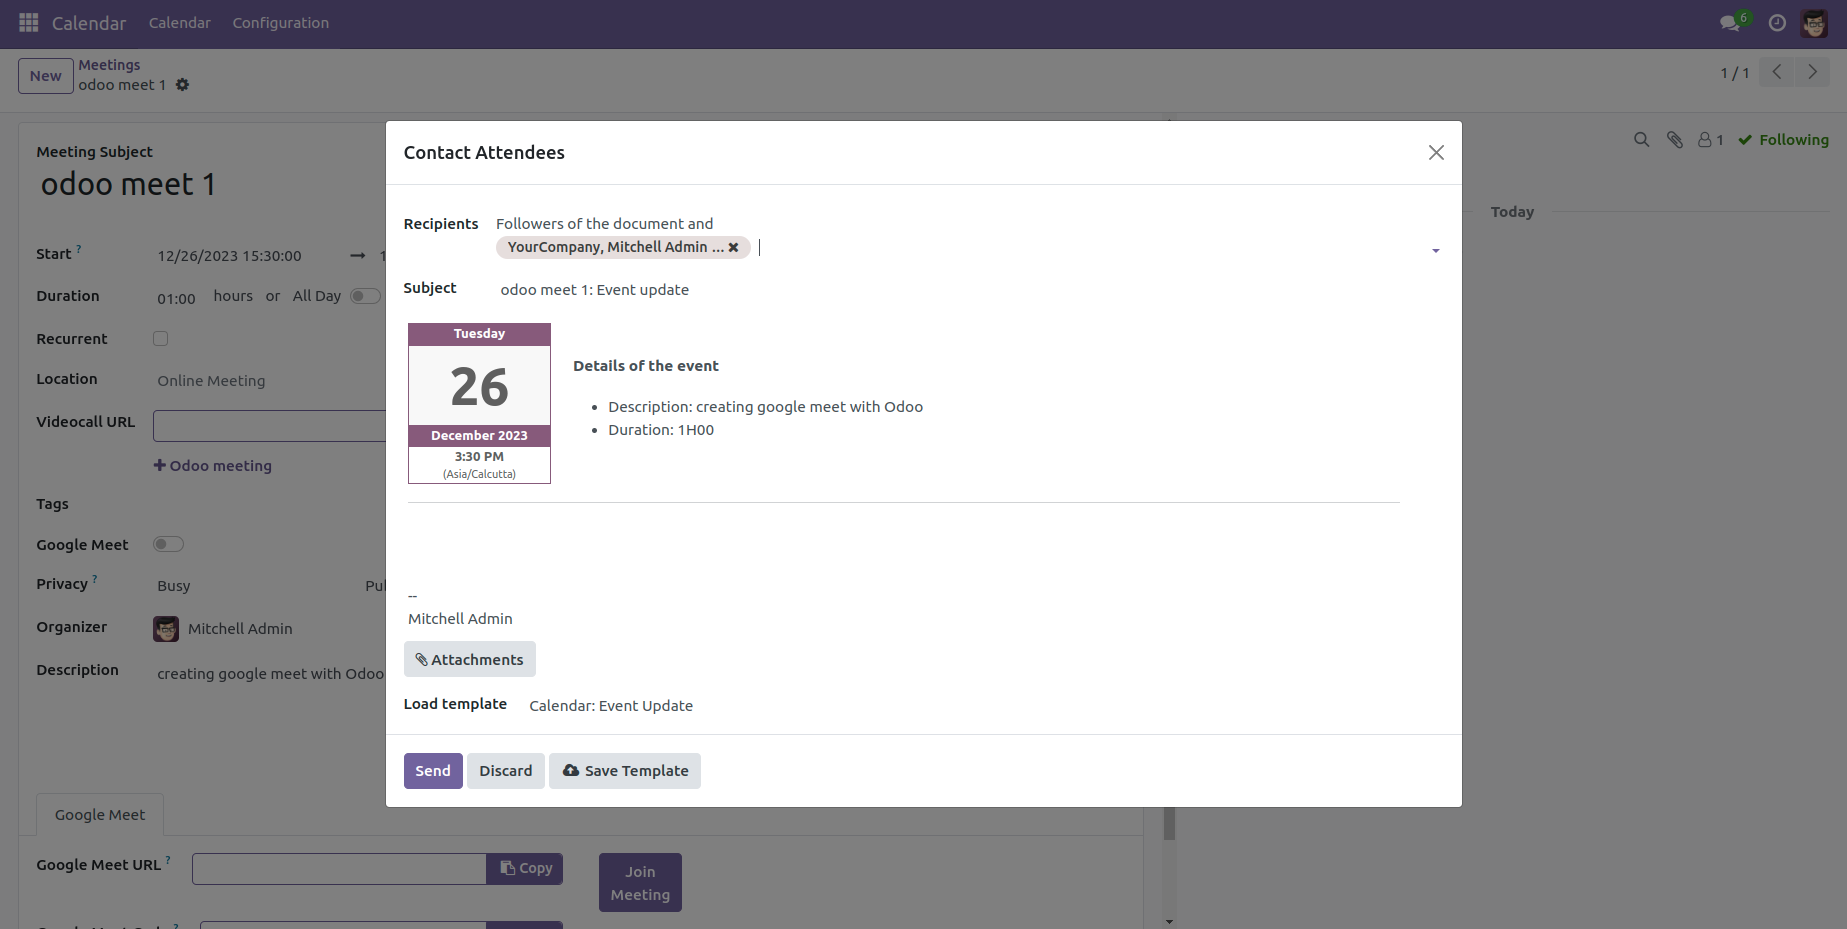 Calendar Calendar Configuration 6
New Meetings
odoo meet 1
1 / 1
Meeting Subject
odoo meet 1
Start ? 12/26/2023 15:30:00 → 1
Duration 01:00 hours or All Day
Recurrent
Location Online Meeting
Videocall URL
+ Odoo meeting
Tags
Google Meet
Privacy ? Busy Pu
Organizer Mitchell Admin
Description creating google meet with Odoo
Google Meet
Google Meet URL ? Copy
Join
Meeting
1 Following
Today
Contact Attendees
Recipients Followers of the document and
YourCompany, Mitchell Admin ...
Subject odoo meet 1: Event update
Tuesday
26
December 2023
3:30 PM
(Asia/Calcutta)
Details of the event
• Description: creating google meet with Odoo
• Duration: 1H00
--
Mitchell Admin
Attachments
Load template Calendar: Event Update
Send Discard Save Template